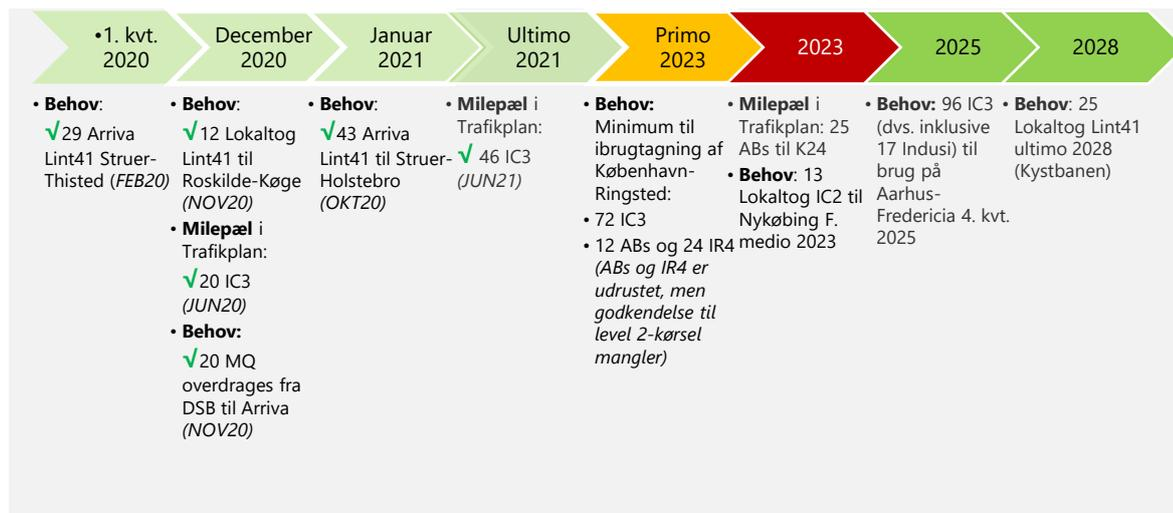 •1. kvt.
2020
December
2020
Januar
2021
Ultimo
2021
Primo
2023
2023
2025
2028
• Behov:
√29 Arriva
Lint41 Struer-
Thisted (FEB20)
• Behov:
√12 Lokaltog
Lint41 til
Roskilde-Køge
(NOV20)
• Milepæl i
Trafikplan:
√20 IC3
(JUN20)
• Behov:
√20 MQ
overdrages fra
DSB til Arriva
(NOV20)
• Behov:
√43 Arriva
Lint41 til Struer-
Holstebro
(OKT20)
• Milepæl i
Trafikplan:
√ 46 IC3
(JUN21)
• Behov:
Minimum til
ibrugtagning af
København-
Ringsted:
• 72 IC3
• 12 ABs og 24 IR4
(ABs og IR4 er
udrustet, men
godkendelse til
level 2-kørsel
mangler)
• Milepæl i
Trafikplan: 25
ABs til K24
• Behov: 13
Lokaltog IC2 til
Nykøbing F.
medio 2023
• Behov: 96 IC3
(dvs. inklusive
17 Indusi) til
brug på
Aarhus-
Fredericia 4. kvt.
2025
• Behov: 25
Lokaltog Lint41
ultimo 2028
(Kystbanen)